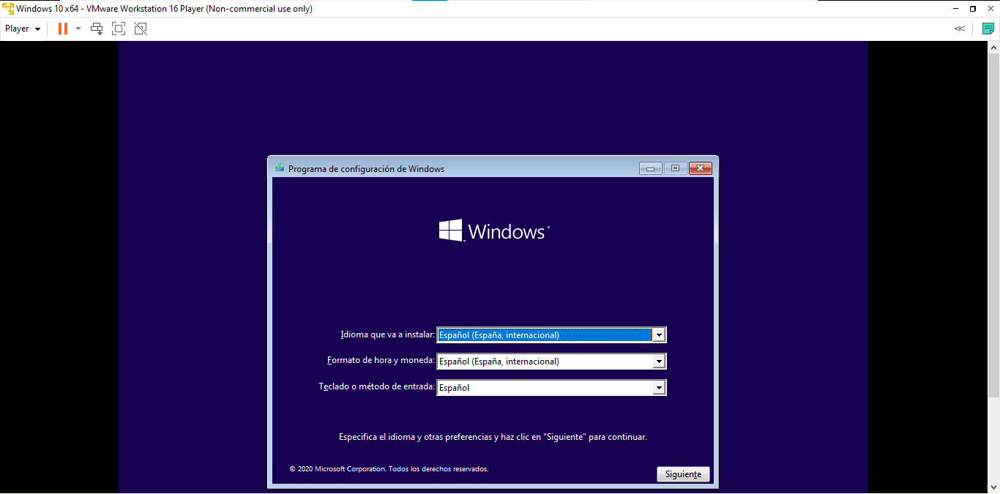 Windows 10 x64 - VMware Workstation 16 Player (Non-commercial use only)
Player
Programa de configuración de Windows
Windows
Idioma que va a instalar: Español (España, internacional)
Formato de hora y moneda: Español (España, internacional)
Teclado o método de entrada: Español
Especifica el idioma y otras preferencias y haz clic en "Siguiente" para continuar.
© 2020 Microsoft Corporation. Todos los derechos reservados.
Siguiente